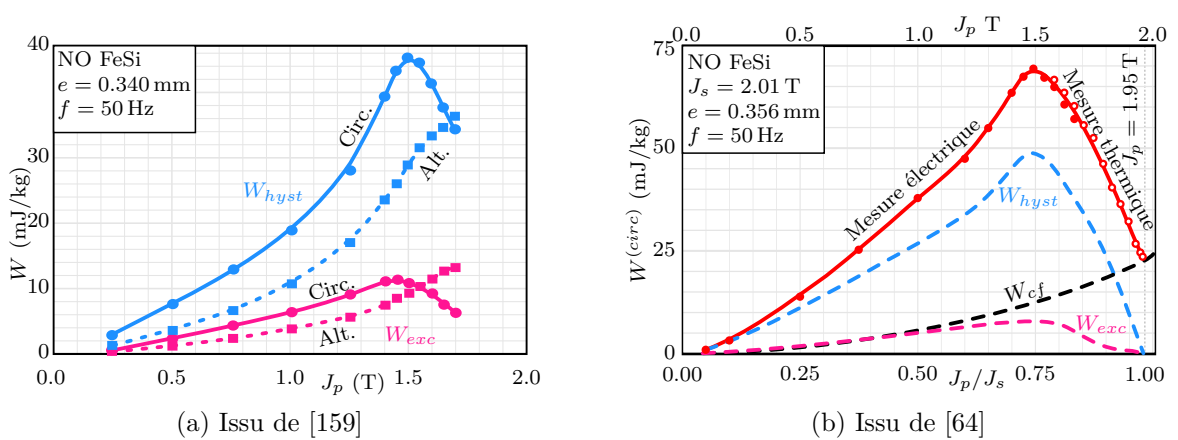 40
30
20
10
0
W (mJ/kg)
NO FeSi
e = 0.340 mm
f = 50 Hz
Circ.
Alt.
W_hyst
Circ.
Alt.
W_exc
0.0 0.5 1.0 1.5 2.0
J_p (T)
(a) Issu de [159]
J_p T
0.0 0.5 1.0 1.5 2.0
75
50
25
0
W^(circ) (mJ/kg)
NO FeSi
J_s = 2.01 T
e = 0.356 mm
f = 50 Hz
Mesure électrique
Mesure thermique
J_p = 1.95 T
W_hyst
W_cf
W_exc
0.00 0.25 0.50 0.75 1.00
J_p/J_s
(b) Issu de [64]